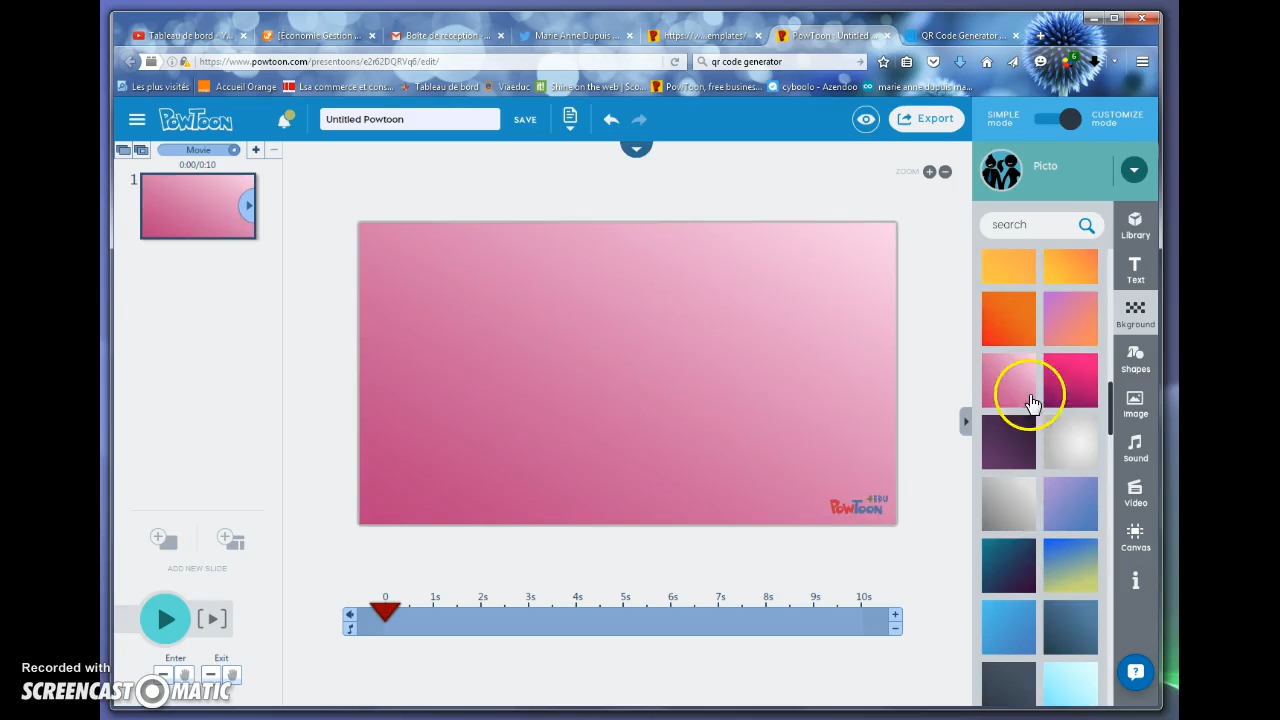 Tableau de bord - Y...
[Économie Gestion ...
Boîte de réception - ...
Marie Anne Dupuis ...
https://w...emplates/
PowToon : Untitled ...
QR Code Generator ...
https://www.powtoon.com/presentoons/
/edit/
qr code generator
6
Les plus visités
Accueil Orange
Lsa commerce et cons...
Tableau de bord
Viaeduc
Shine on the web | Sco...
PowToon, free busines...
cyboolo - Azendoo
marie anne dupuis ma...
POWTOON
Untitled Powtoon
SAVE
Export
SIMPLE mode
CUSTOMIZE mode
Movie
0:00/0:10
1
ZOOM
Picto
search
Library
Text
Bkground
Shapes
Image
Sound
Video
Canvas
POWTOON +EDU
ADD NEW SLIDE
0 1s 2s 3s 4s 5s 6s 7s 8s 9s 10s
Enter Exit
Recorded with
SCREENCAST-O-MATIC